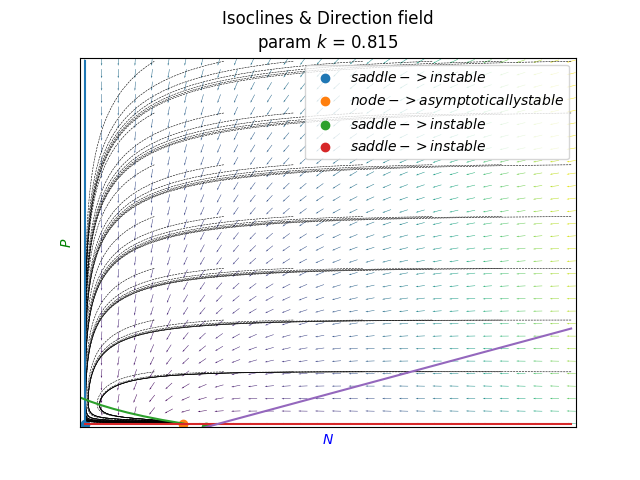 Isoclines & Direction field
param k = 0.815
saddle -> instable
node -> asymptoticallystable
saddle -> instable
saddle -> instable
P
N